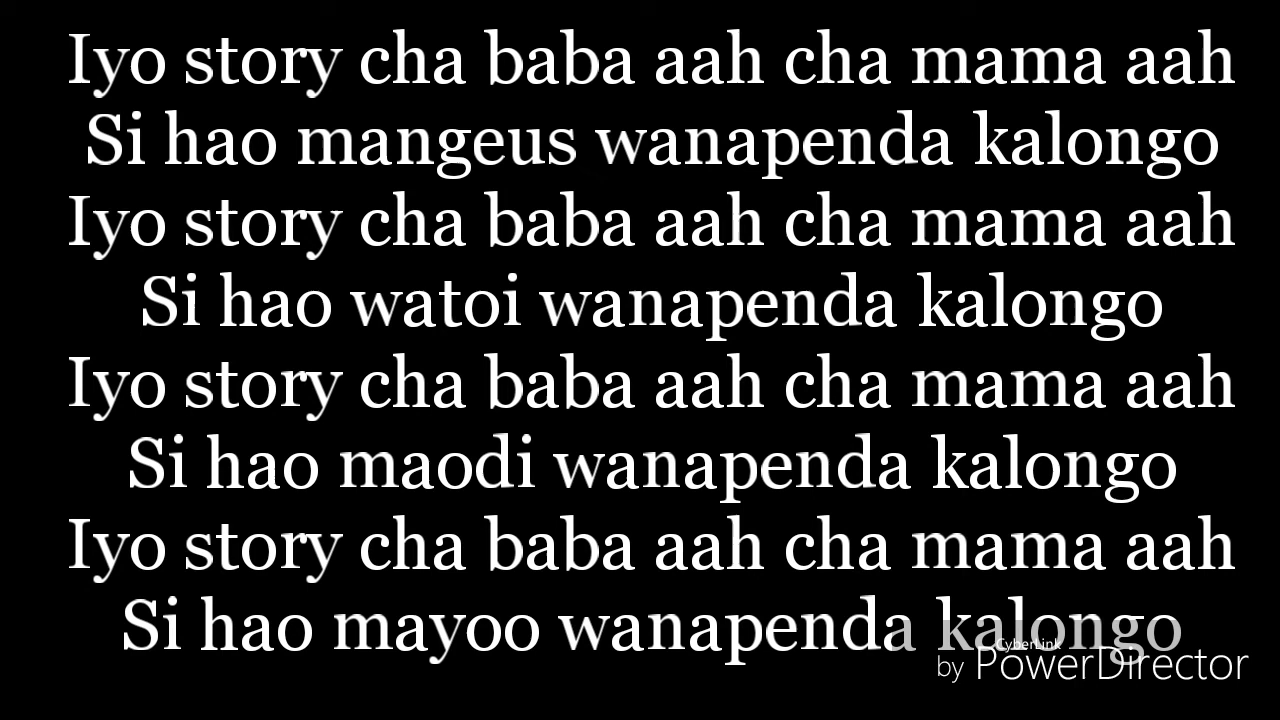 Iyo story cha baba aah cha mama aah
Si hao mangeus wanapenda kalongo
Iyo story cha baba aah cha mama aah
Si hao watoi wanapenda kalongo
Iyo story cha baba aah cha mama aah
Si hao maodi wanapenda kalongo
Iyo story cha baba aah cha mama aah
Si hao mayoo wanapenda kalongo
CyberLink
by PowerDirector